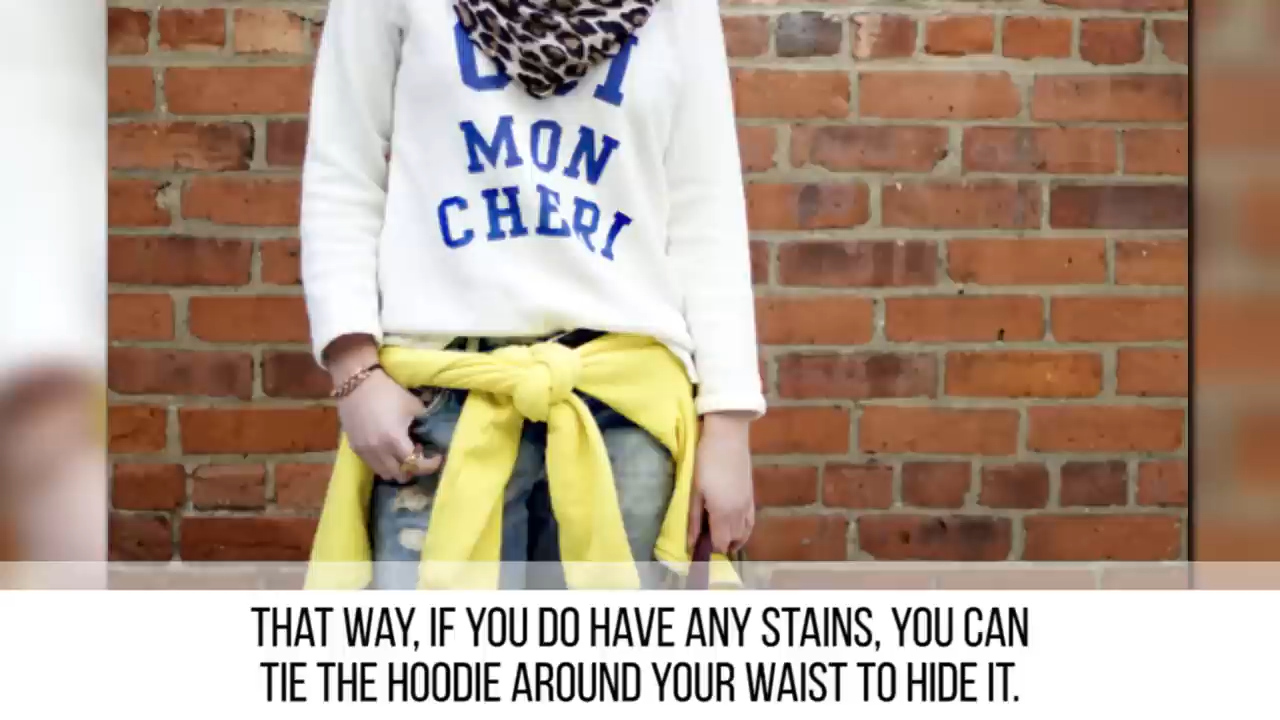 MON
CHERI
THAT WAY, IF YOU DO HAVE ANY STAINS, YOU CAN
TIE THE HOODIE AROUND YOUR WAIST TO HIDE IT.